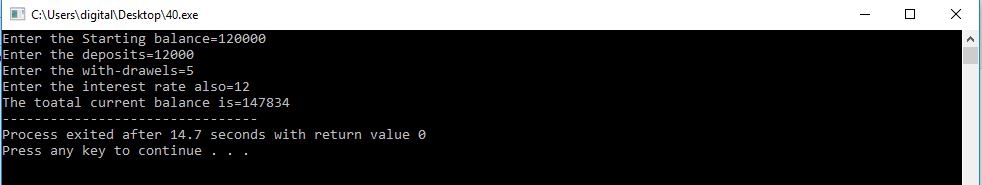 C:\Users\digital\Desktop\40.exe
Enter the Starting balance=120000
Enter the deposits=12000
Enter the with-drawels=5
Enter the interest rate also=12
The toatal current balance is=147834
--------------------------------
Process exited after 14.7 seconds with return value 0
Press any key to continue . . .